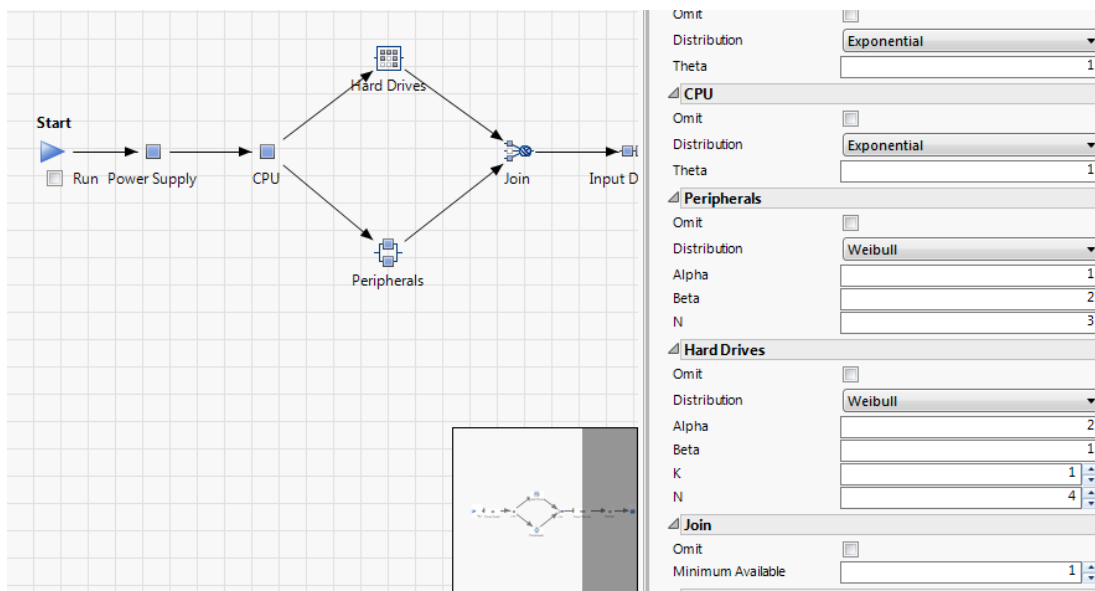 Start
Run
Power Supply
CPU
Hard Drives
Peripherals
Join
Input D
Omit
Distribution Exponential
Theta 1
CPU
Omit
Distribution Exponential
Theta 1
Peripherals
Omit
Distribution Weibull
Alpha 1
Beta 2
N 3
Hard Drives
Omit
Distribution Weibull
Alpha 2
Beta 1
K 1
N 4
Join
Omit
Minimum Available 1